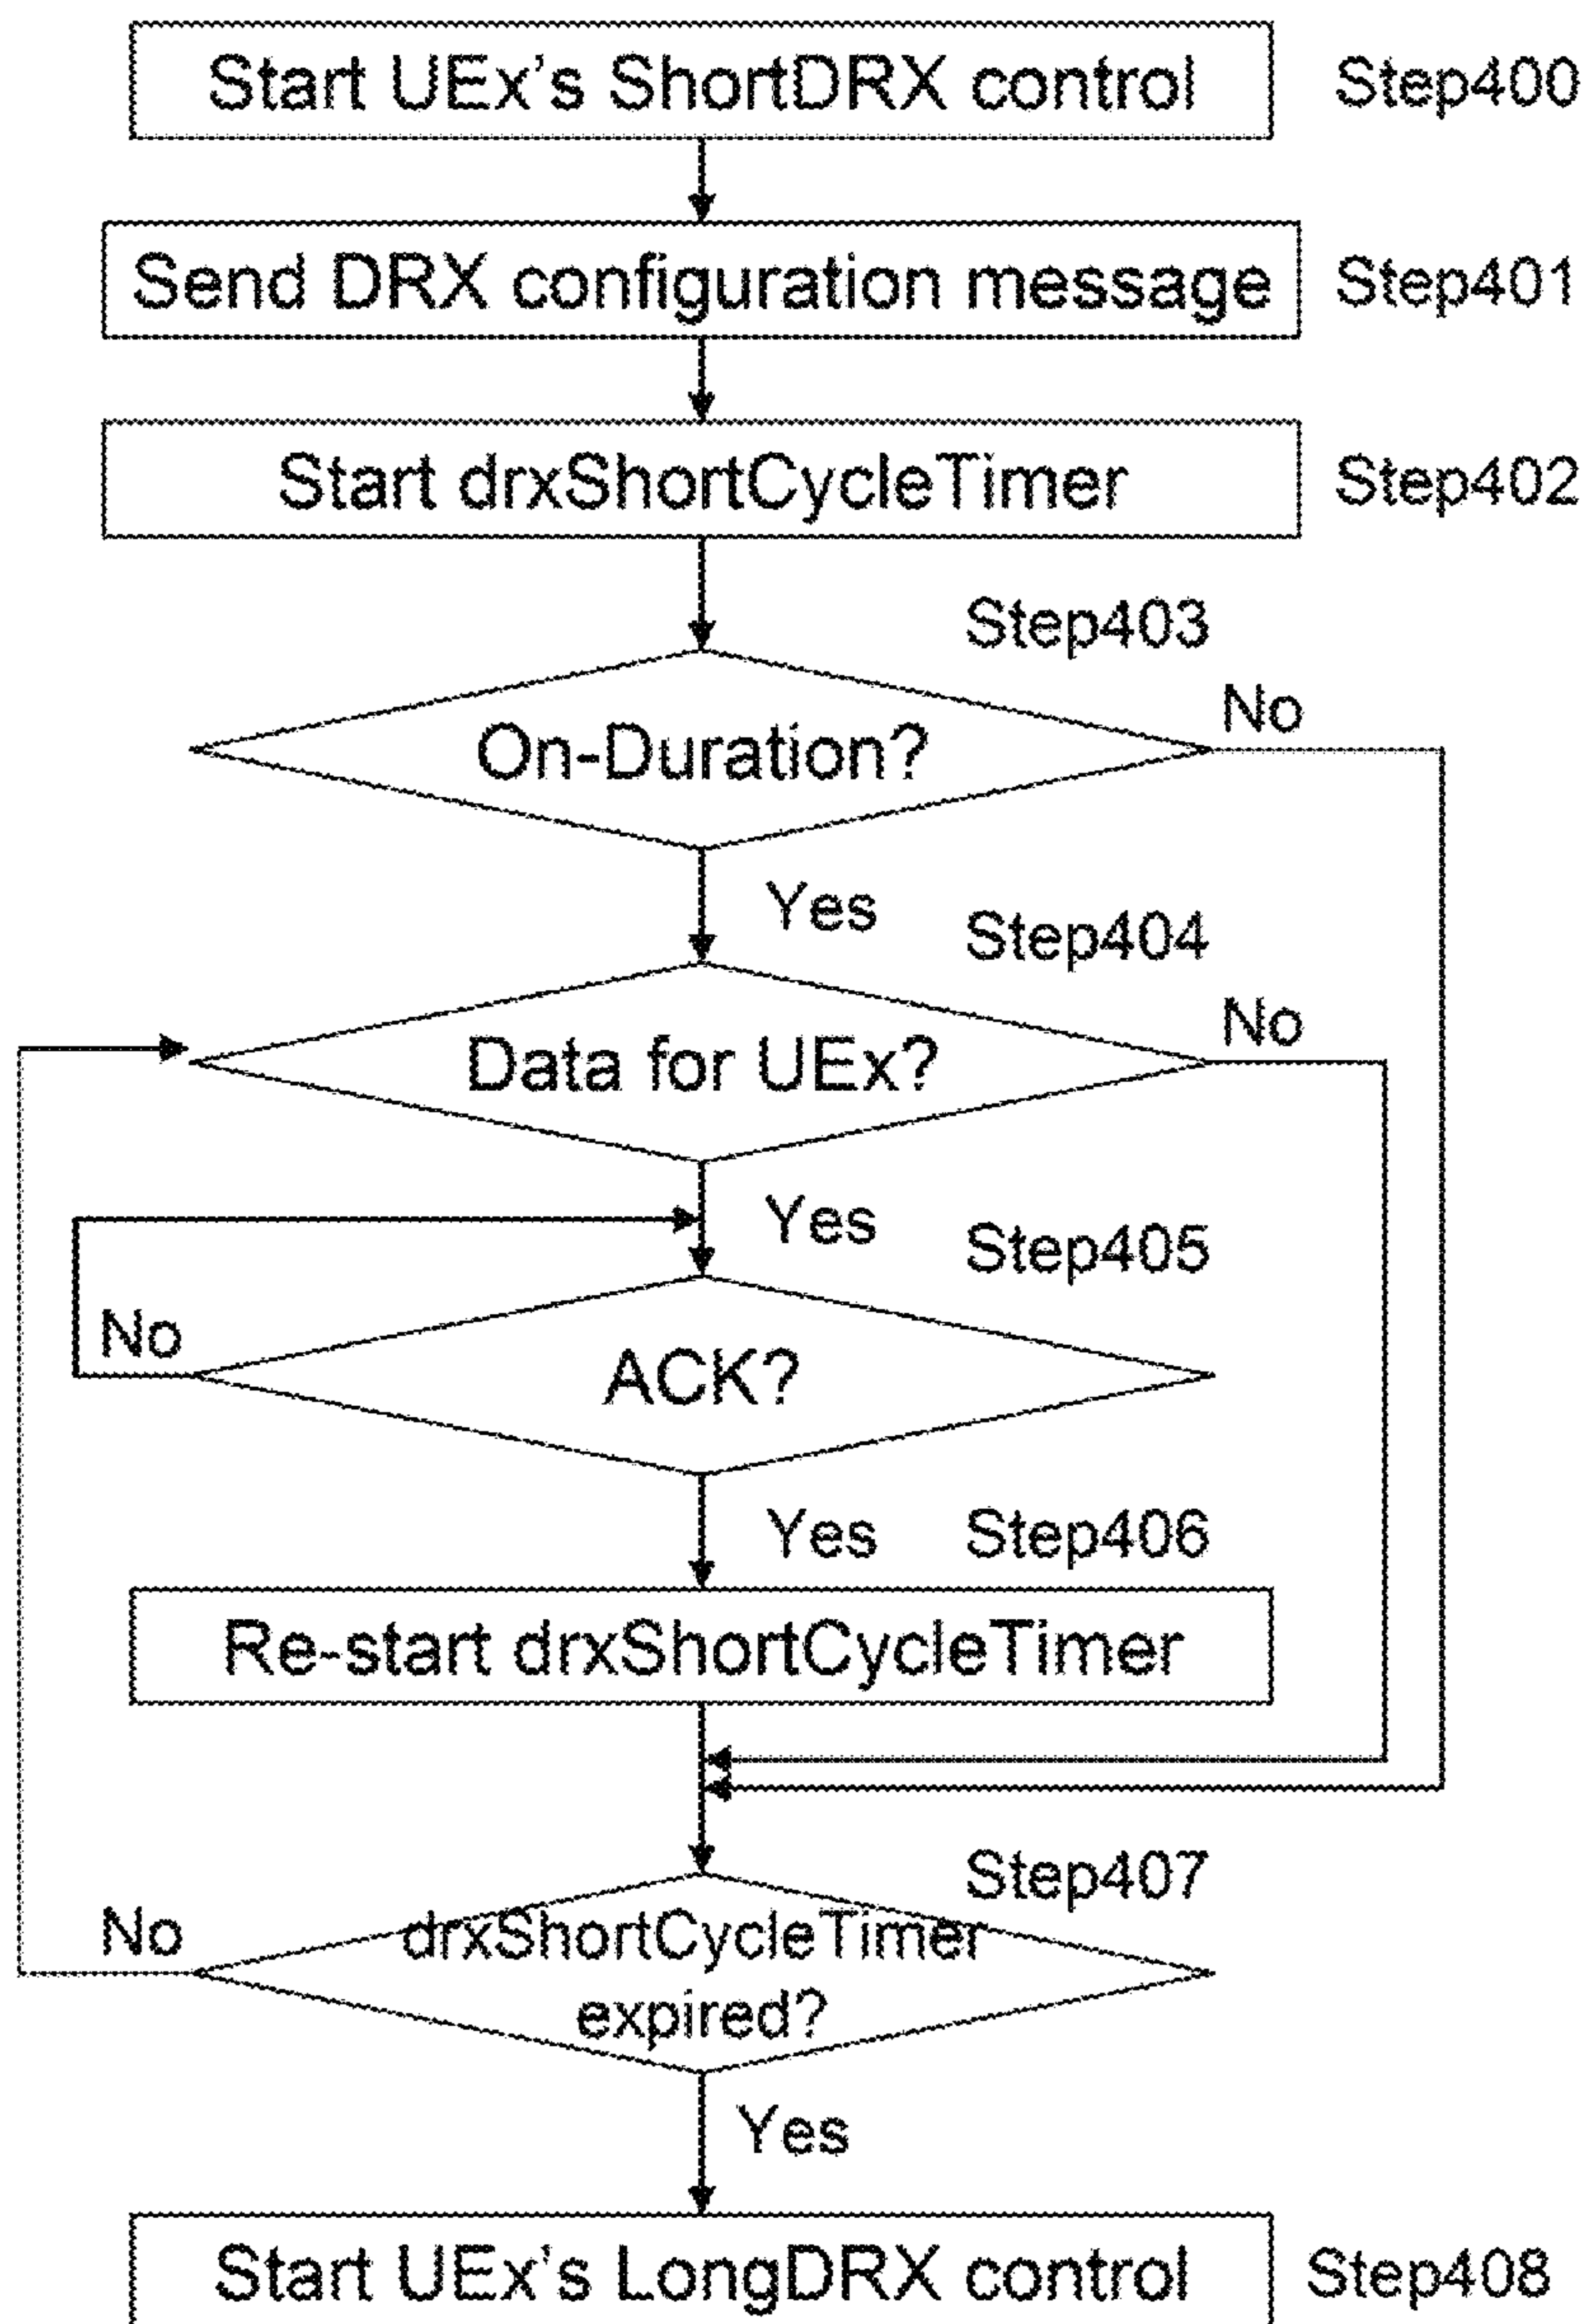 Start UEx's ShortDRX control Step400
Send DRX configuration message Step401
Start drxShortCycleTimer Step402
Step403
On-Duration?
No
Yes
Step404
Data for UEx?
No
Yes
Step405
ACK?
No
Yes
Step406
Re-start drxShortCycleTimer
Step407
drxShortCycleTimer
expired?
No
Yes
Start UEx's LongDRX control Step408